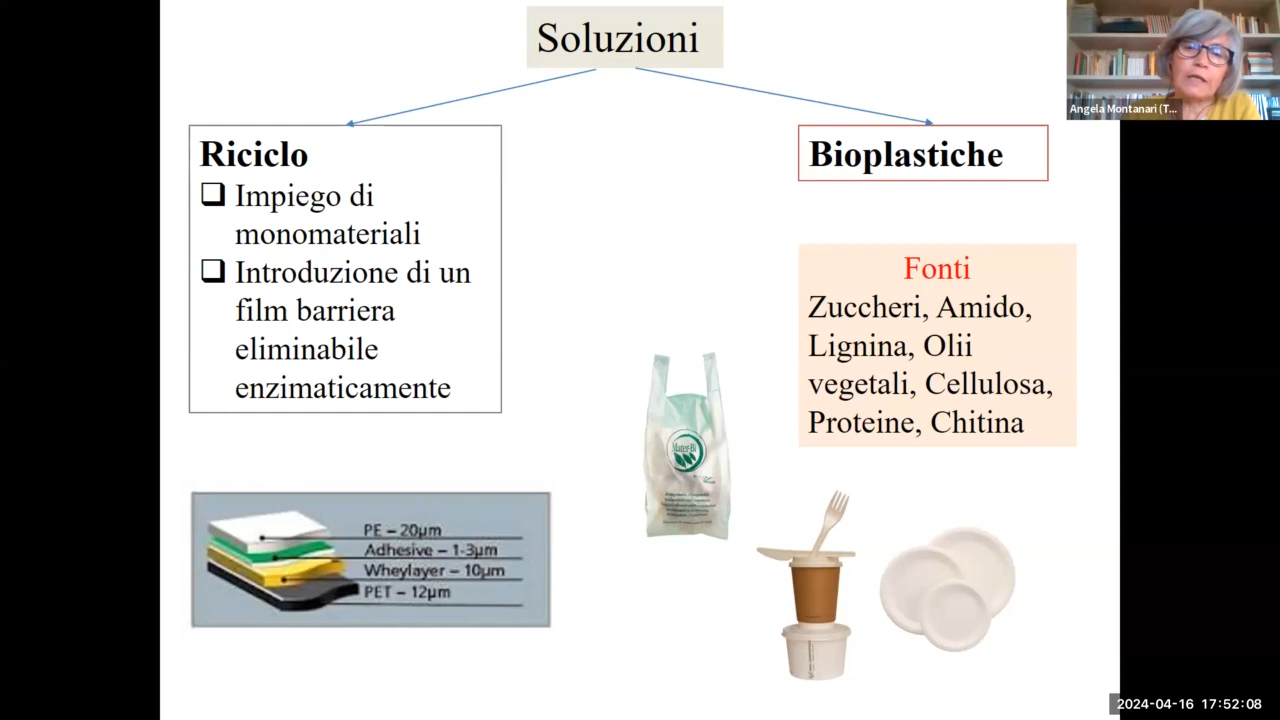 Soluzioni
Angela Montanari (T...
Riciclo
❑ Impiego di
monomateriali
❑ Introduzione di un
film barriera
eliminabile
enzimaticamente
Bioplastiche
Fonti
Zuccheri, Amido,
Lignina, Olii
vegetali, Cellulosa,
Proteine, Chitina
Mater-Bi
PE – 20µm
Adhesive – 1-3µm
Wheylayer – 10µm
PET – 12µm
2024-04-16 17:52:08